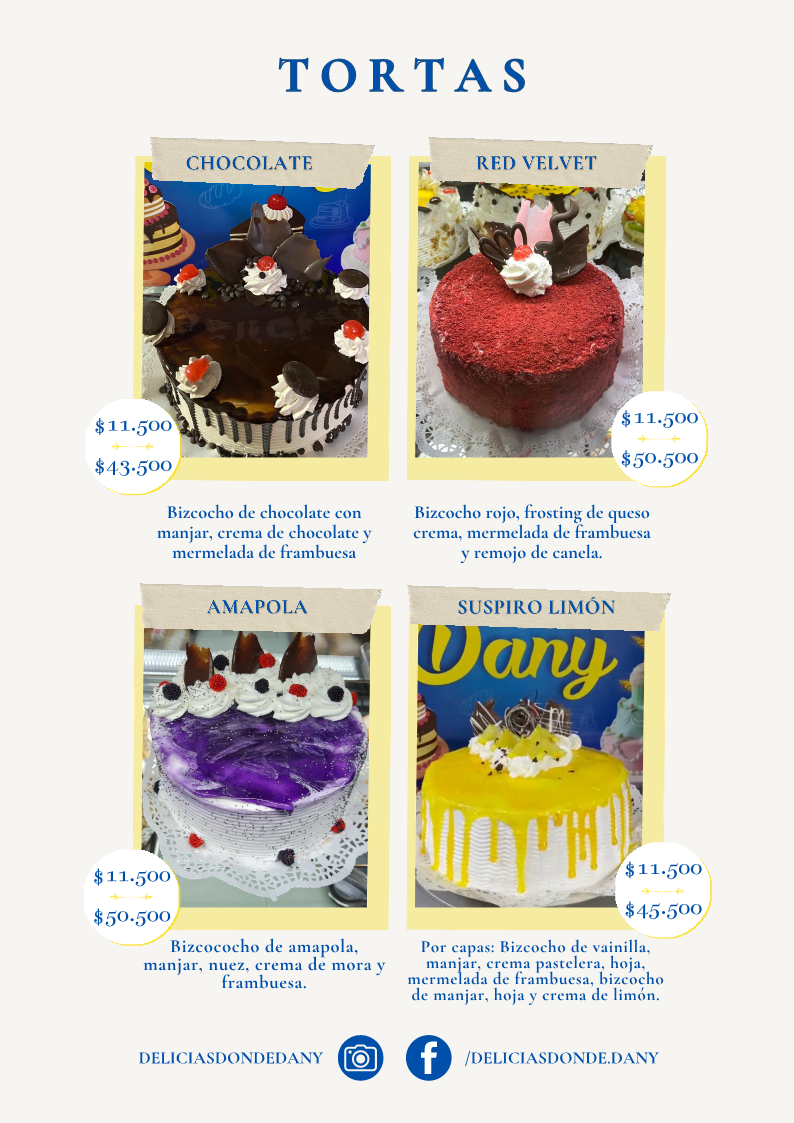 TORTAS
CHOCOLATE
$11.500
$43.500
Bizcocho de chocolate con
manjar, crema de chocolate y
mermelada de frambuesa
RED VELVET
$11.500
$50.500
Bizcocho rojo, frosting de queso
crema, mermelada de frambuesa
y remojo de canela.
AMAPOLA
$11.500
$50.500
Bizcococho de amapola,
manjar, nuez, crema de mora y
frambuesa.
SUSPIRO LIMÓN
Dany
$11.500
$45.500
Por capas: Bizcocho de vainilla,
manjar, crema pastelera, hoja,
mermelada de frambuesa, bizcocho
de manjar, hoja y crema de limón.
DELICIASDONDEDANY
/DELICIASDONDE.DANY